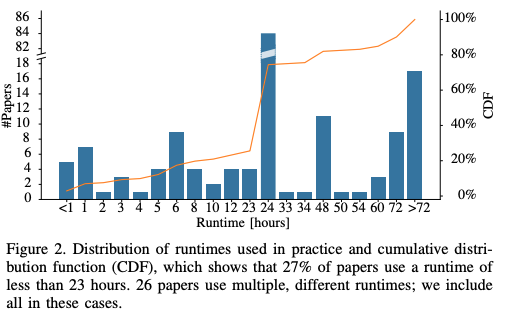 86
84
82
18
16
14
12
10
8
6
4
2
0
#Papers
100%
80%
60%
40%
20%
0%
CDF
<1 1 2 3 4 5 6 8 10 12 23 24 33 34 48 50 54 60 72 >72
Runtime [hours]
Figure 2. Distribution of runtimes used in practice and cumulative distri-
bution function (CDF), which shows that 27% of papers use a runtime of
less than 23 hours. 26 papers use multiple, different runtimes; we include
all in these cases.